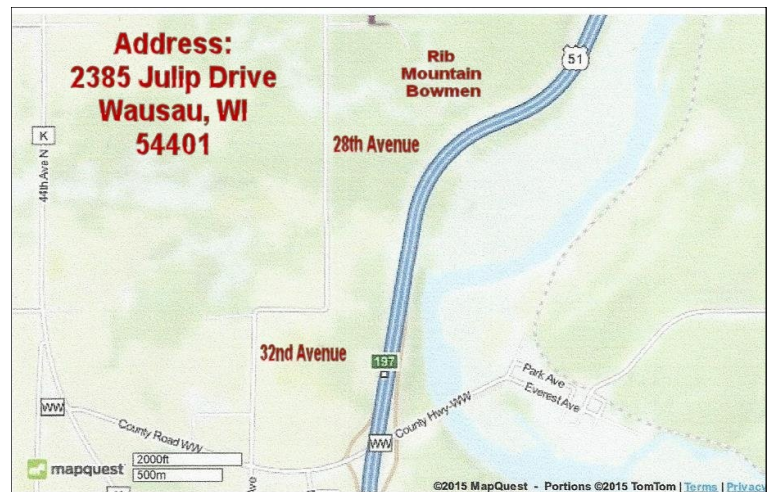 Address:
2385 Julip Drive
Wausau, WI
54401
Rib
Mountain
Bowmen
51
K
44th Ave N
28th Avenue
32nd Avenue
197
Park Ave
Everest Ave
WW
County Road WW
WW
County Hwy-WW
2000ft
500m
mapquest
Ave
©2015 MapQuest - Portions ©2015 TomTom | Terms | Privacy